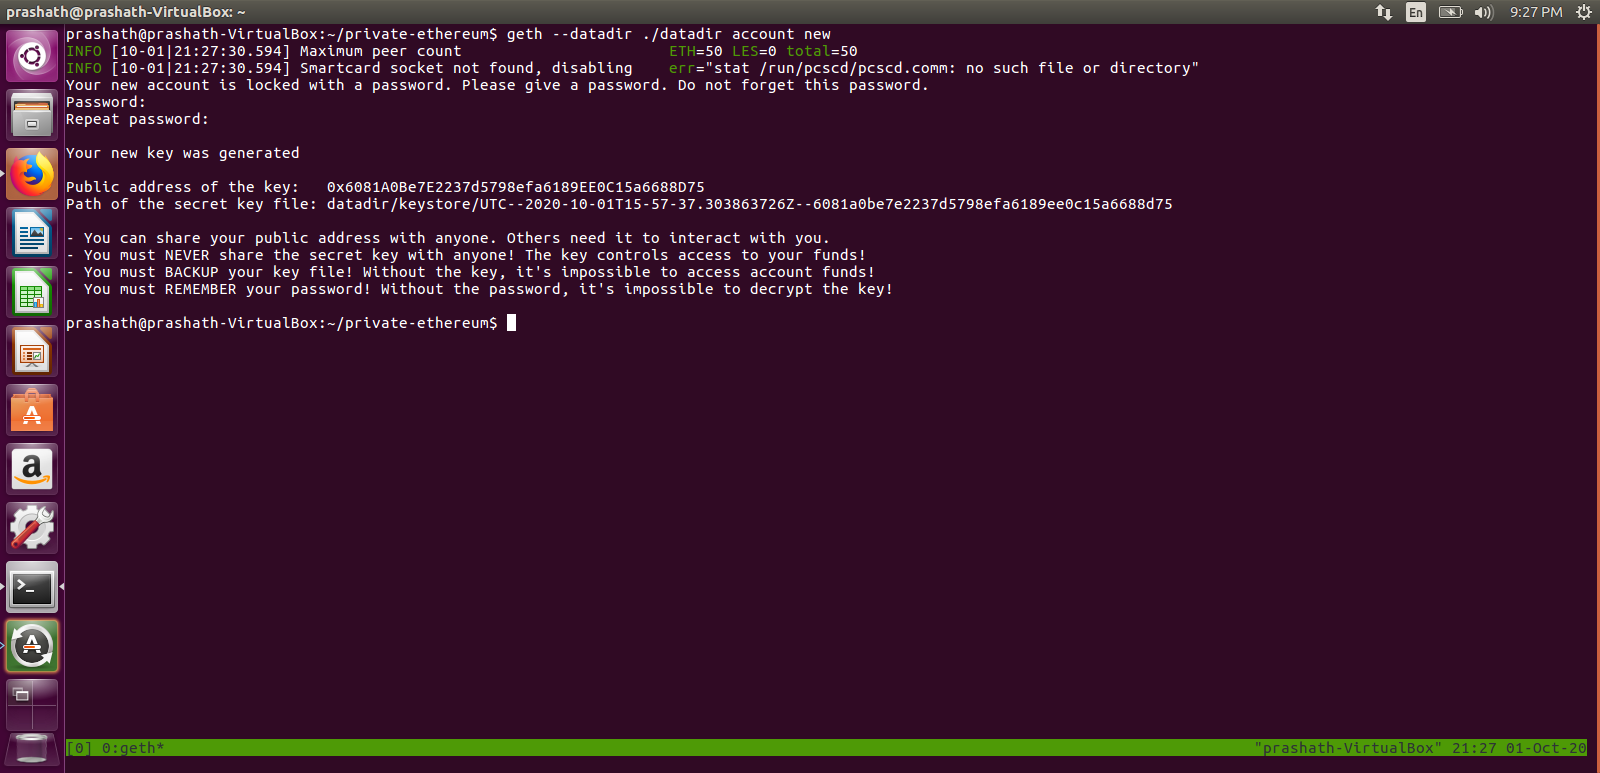 prashath@prashath-VirtualBox: ~
En
9:27 PM
prashath@prashath-VirtualBox:~/private-ethereum$ geth --datadir ./datadir account new
INFO [10-01|21:27:30.594] Maximum peer count                       ETH=50 LES=0 total=50
INFO [10-01|21:27:30.594] Smartcard socket not found, disabling    err="stat /run/pcscd/pcscd.comm: no such file or directory"
Your new account is locked with a password. Please give a password. Do not forget this password.
Password:
Repeat password:
Your new key was generated
Public address of the key:   0x6081A0Be7E2237d5798efa6189EE0C15a6688D75
Path of the secret key file: datadir/keystore/UTC--2020-10-01T15-57-37.303863726Z--6081a0be7e2237d5798efa6189ee0c15a6688d75
- You can share your public address with anyone. Others need it to interact with you.
- You must NEVER share the secret key with anyone! The key controls access to your funds!
- You must BACKUP your key file! Without the key, it's impossible to access account funds!
- You must REMEMBER your password! Without the password, it's impossible to decrypt the key!
prashath@prashath-VirtualBox:~/private-ethereum$
[0] 0:geth*
"prashath-VirtualBox" 21:27 01-Oct-20